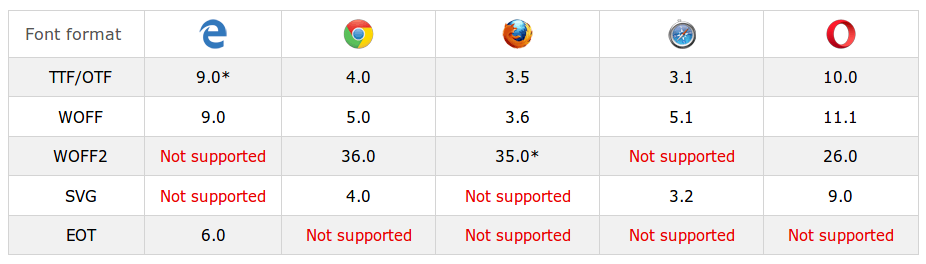 Font format
TTF/OTF 9.0* 4.0 3.5 3.1 10.0
WOFF 9.0 5.0 3.6 5.1 11.1
WOFF2 Not supported 36.0 35.0* Not supported 26.0
SVG Not supported 4.0 Not supported 3.2 9.0
EOT 6.0 Not supported Not supported Not supported Not supported